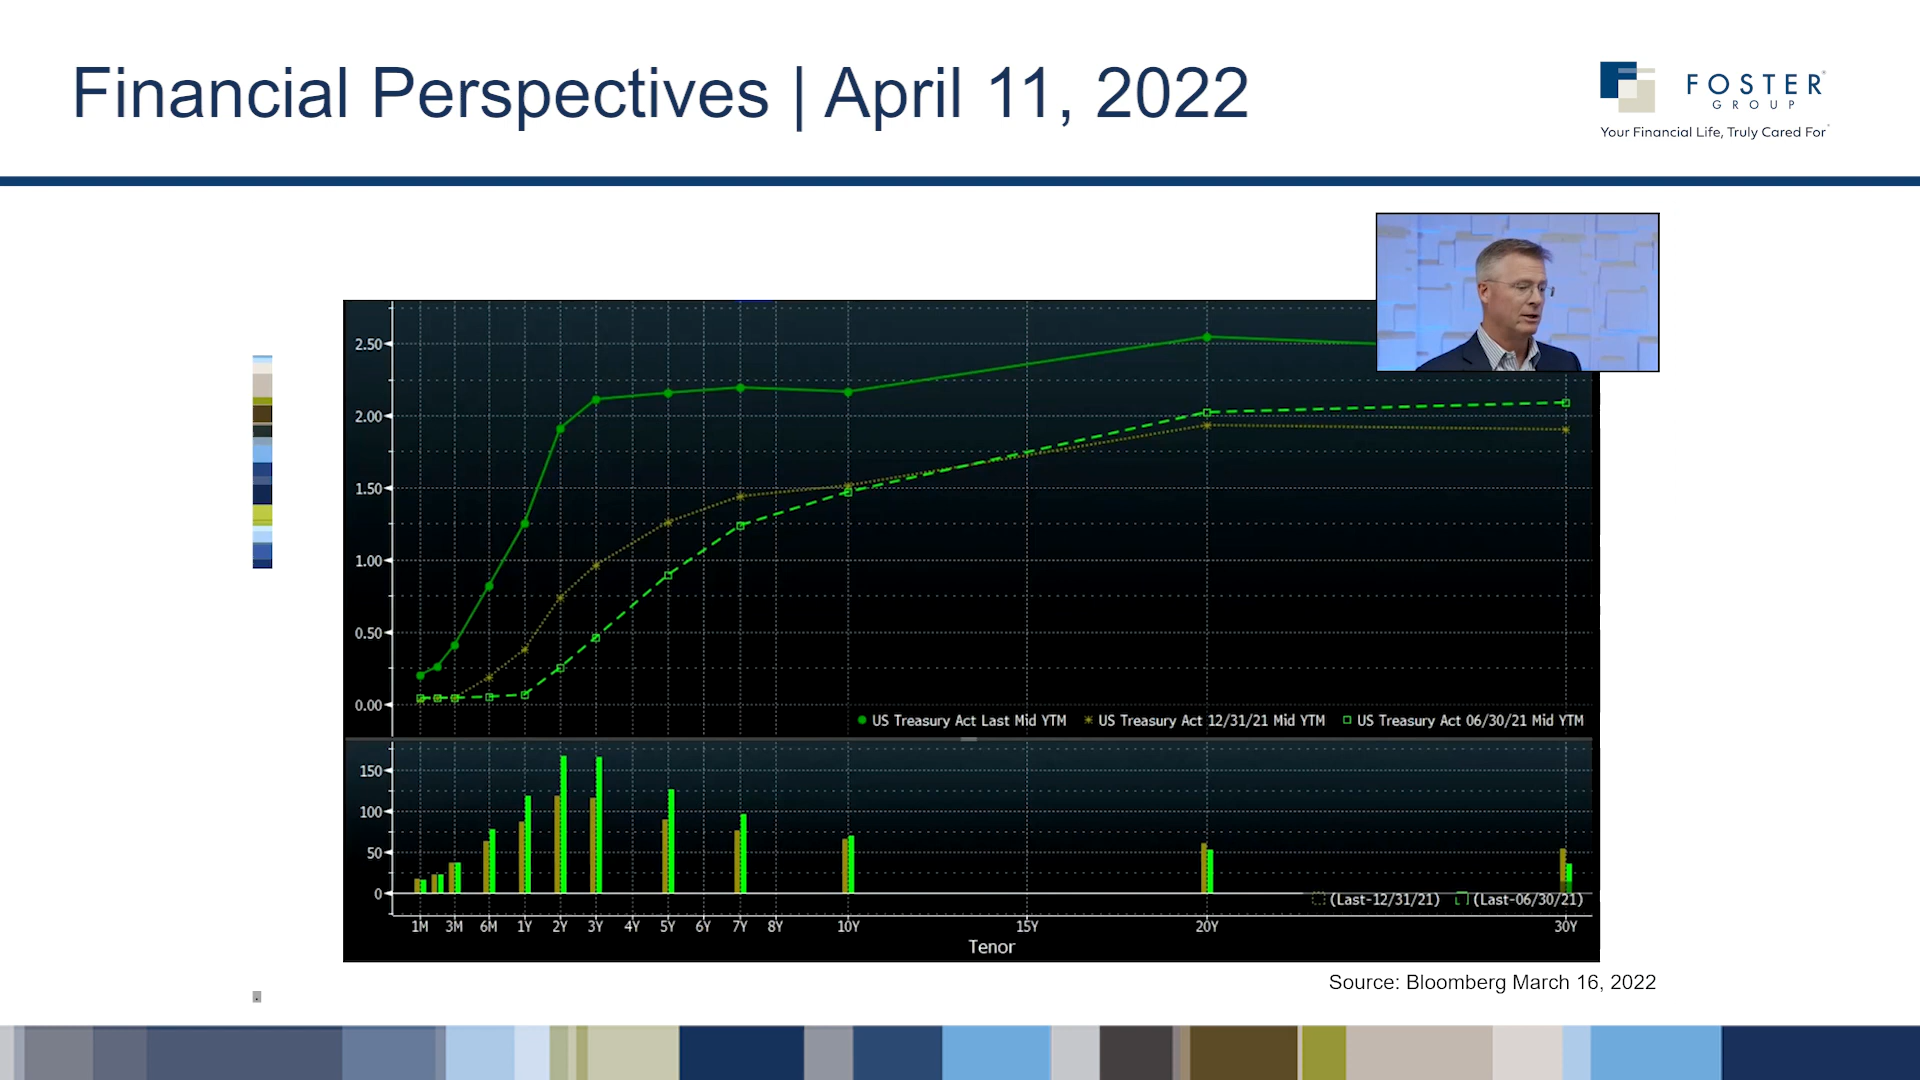 Financial Perspectives | April 11, 2022
FOSTER
GROUP
Your Financial Life, Truly Cared For
2.50
2.00
1.50
1.00
0.50
0.00
US Treasury Act Last Mid YTM US Treasury Act 12/31/21 Mid YTM US Treasury Act 06/30/21 Mid YTM
150
100
50
0
(Last-12/31/21) (Last-06/30/21)
1M 3M 6M 1Y 2Y 3Y 4Y 5Y 6Y 7Y 8Y 10Y 15Y 20Y 30Y
Tenor
Source: Bloomberg March 16, 2022